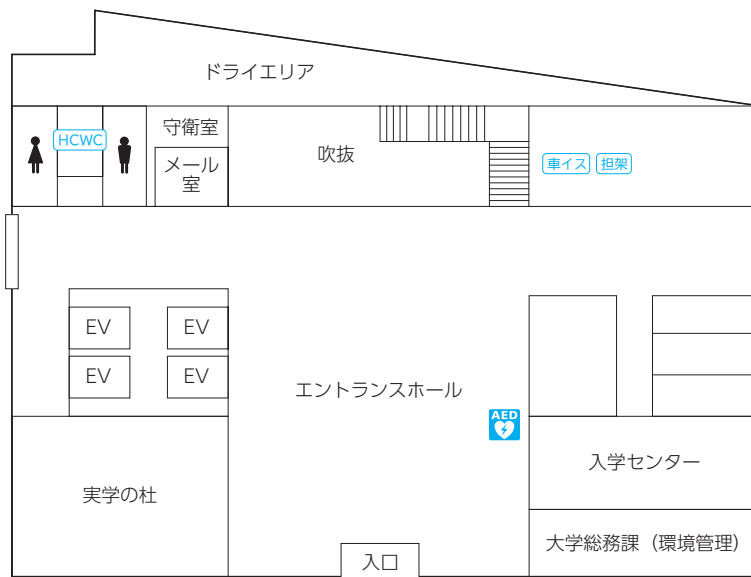 ドライエリア
守衛室
HCWC
メール
室
吹抜
車イス
担架
EV
EV
EV
EV
エントランスホール
AED
入学センター
実学の杜
大学総務課（環境管理）
入口